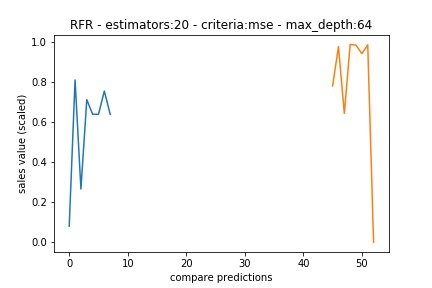 RFR - estimators:20 - criteria:mse - max_depth:64
1.0
0.8
0.6
0.4
0.2
0.0
sales value (scaled)
0 10 20 30 40 50
compare predictions